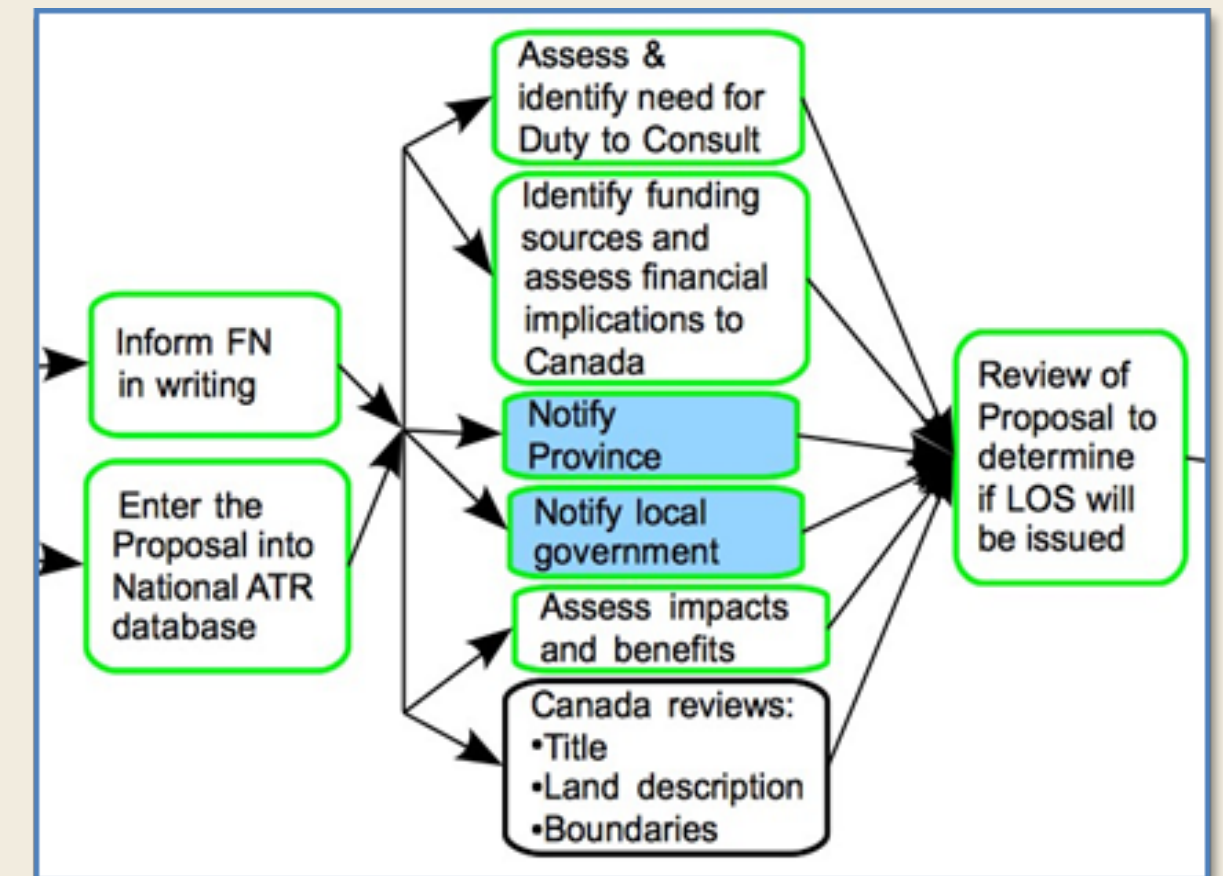 Assess &
identify need for
Duty to Consult
Identify funding
sources and
assess financial
implications to
Canada
Inform FN
in writing
Notify
Province
Review of
Proposal to
determine
if LOS will
be issued
Enter the
Proposal into
National ATR
database
Notify local
government
Assess impacts
and benefits
Canada reviews:
•Title
•Land description
•Boundaries